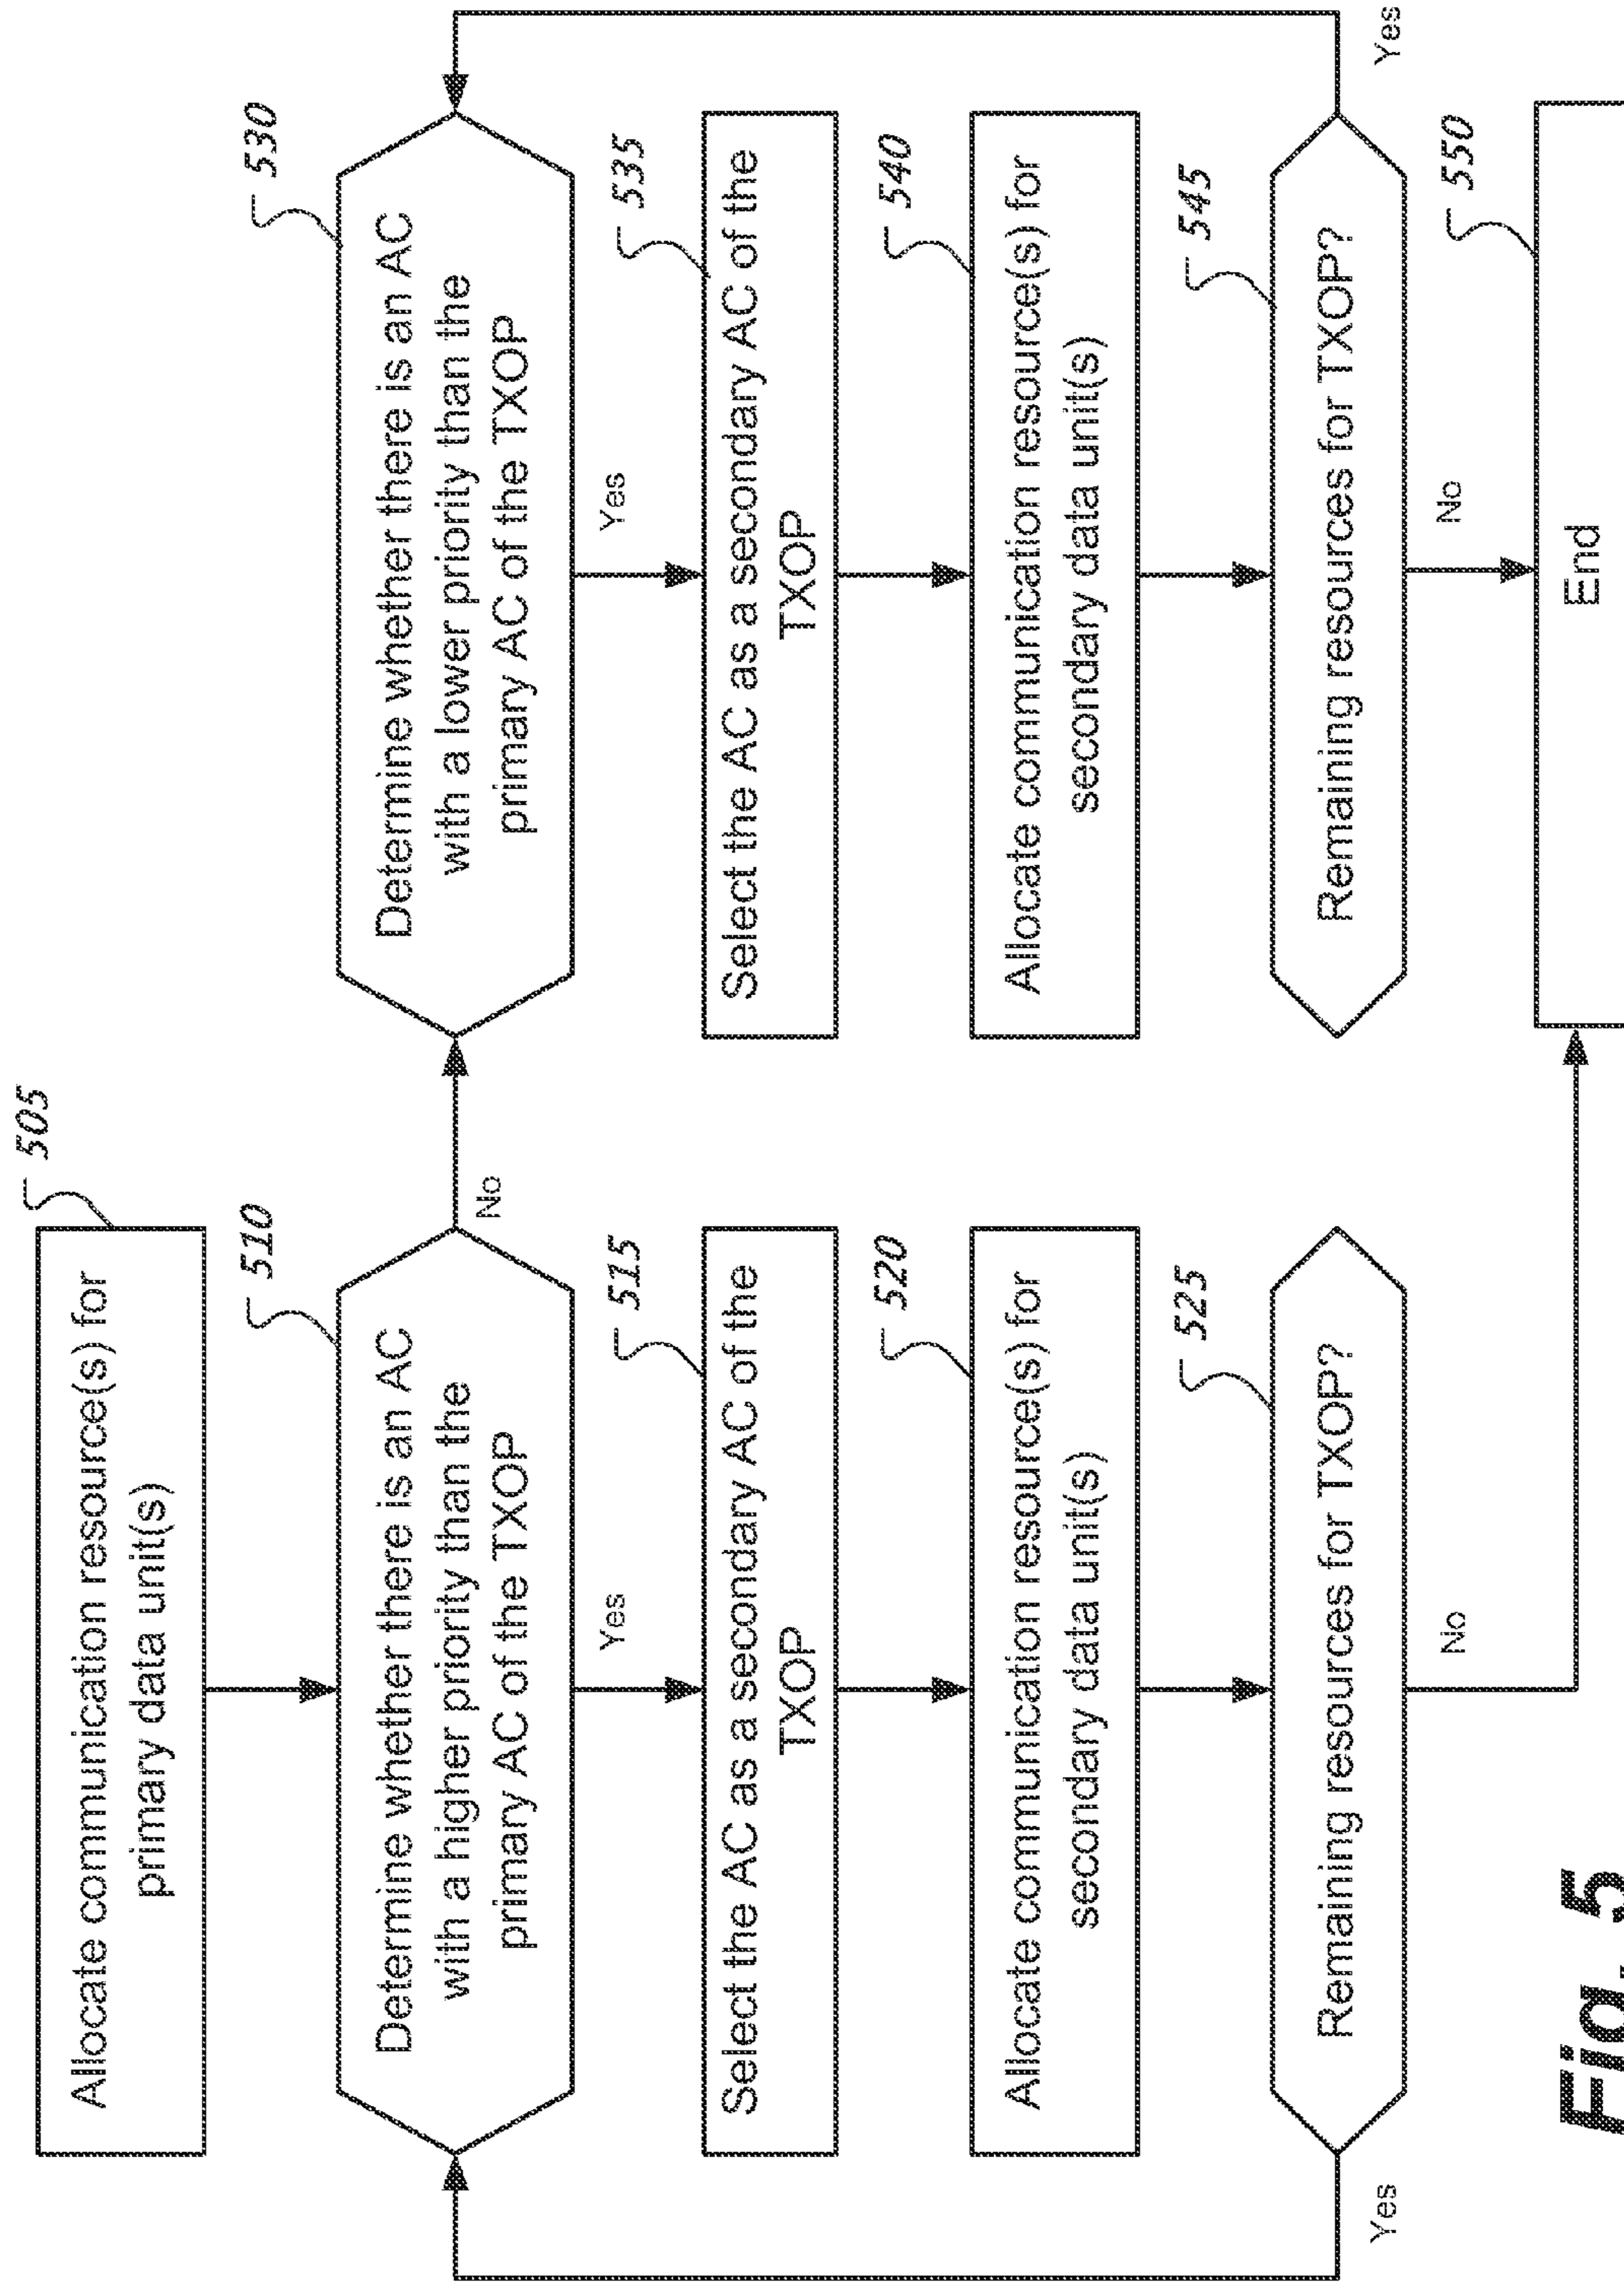 505
Allocate communication resource(s) for
primary data unit(s)
510
Determine whether there is an AC
with a higher priority than the
primary AC of the TXOP
No
Yes
515
Select the AC as a secondary AC of the
TXOP
520
Allocate communication resource(s) for
secondary data unit(s)
525
Remaining resources for TXOP?
Yes
No
530
Determine whether there is an AC
with a lower priority than the
primary AC of the TXOP
Yes
535
Select the AC as a secondary AC of the
TXOP
540
Allocate communication resource(s) for
secondary data unit(s)
545
Remaining resources for TXOP?
Yes
No
550
End
Fig. 5